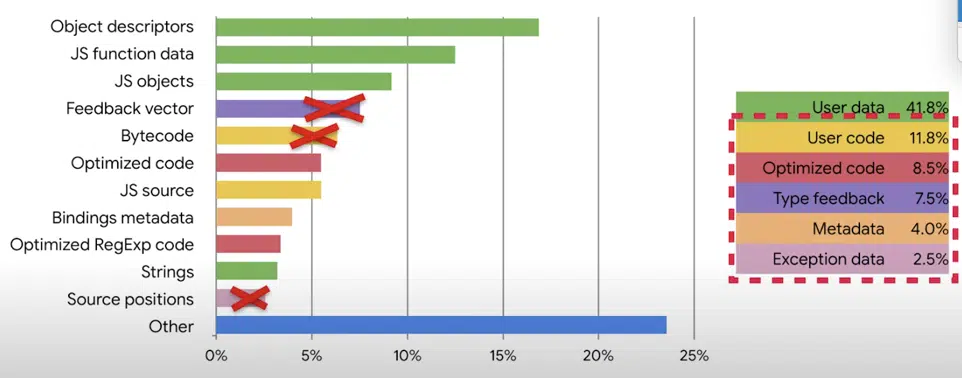 Object descriptors
JS function data
JS objects
Feedback vector
Bytecode
Optimized code
JS source
Bindings metadata
Optimized RegExp code
Strings
Source positions
Other
0% 5% 10% 15% 20% 25%
User data 41.8%
User code 11.8%
Optimized code 8.5%
Type feedback 7.5%
Metadata 4.0%
Exception data 2.5%